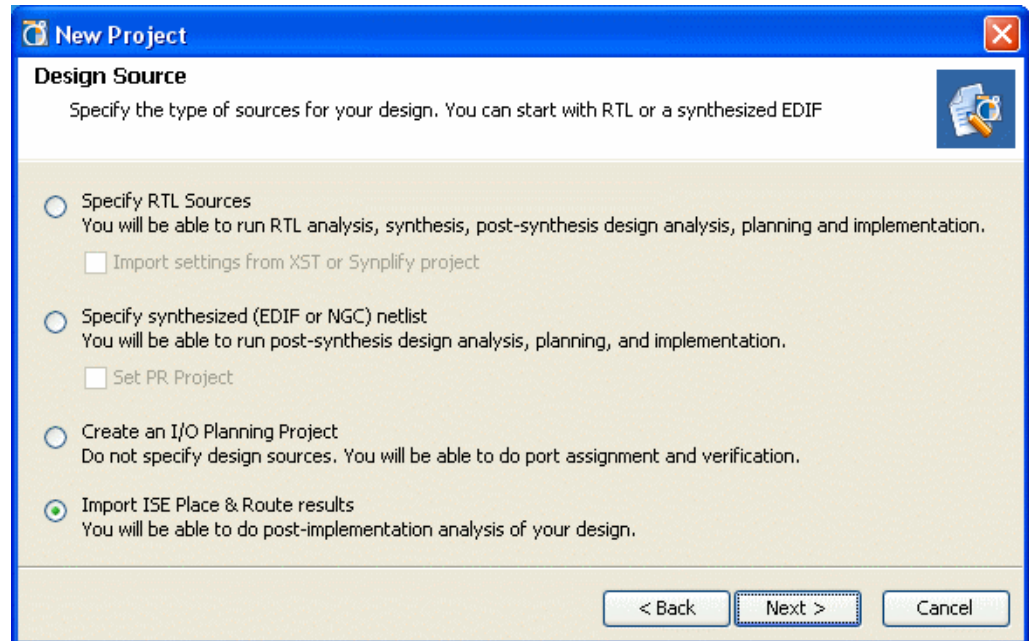 New Project
Design Source
Specify the type of sources for your design. You can start with RTL or a synthesized EDIF
Specify RTL Sources
You will be able to run RTL analysis, synthesis, post-synthesis design analysis, planning and implementation.
Import settings from XST or Synplify project
Specify synthesized (EDIF or NGC) netlist
You will be able to run post-synthesis design analysis, planning, and implementation.
Set PR Project
Create an I/O Planning Project
Do not specify design sources. You will be able to do port assignment and verification.
Import ISE Place & Route results
You will be able to do post-implementation analysis of your design.
< Back Next > Cancel